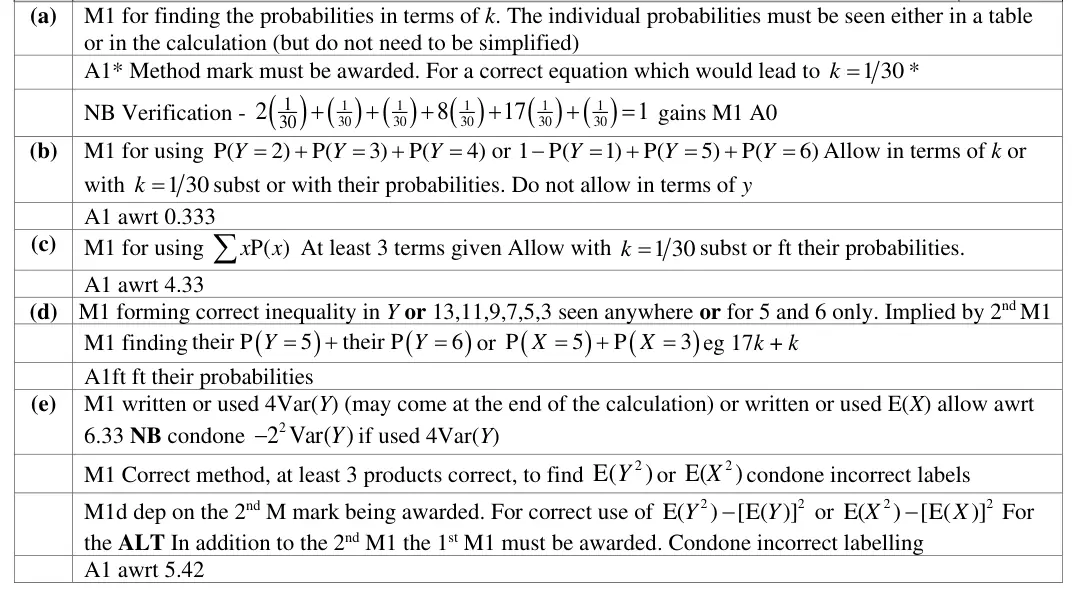 (a) M1 for finding the probabilities in terms of k. The individual probabilities must be seen either in a table
or in the calculation (but do not need to be simplified)
A1* Method mark must be awarded. For a correct equation which would lead to k = 1/30 *
NB Verification - 2(1/30)+(1/30)+(1/30)+8(1/30)+17(1/30)+(1/30)=1 gains M1 A0
(b) M1 for using P(Y = 2)+P(Y = 3)+P(Y = 4) or 1−P(Y = 1)+P(Y = 5)+P(Y = 6) Allow in terms of k or
with k = 1/30 subst or with their probabilities. Do not allow in terms of y
A1 awrt 0.333
(c) M1 for using ∑xP(x) At least 3 terms given Allow with k = 1/30 subst or ft their probabilities.
A1 awrt 4.33
(d) M1 forming correct inequality in Y or 13,11,9,7,5,3 seen anywhere or for 5 and 6 only. Implied by 2nd M1
M1 finding their P(Y = 5)+ their P(Y = 6) or P(X = 5)+P(X = 3) eg 17k + k
A1ft ft their probabilities
(e) M1 written or used 4Var(Y) (may come at the end of the calculation) or written or used E(X) allow awrt
6.33 NB condone −2² Var(Y) if used 4Var(Y)
M1 Correct method, at least 3 products correct, to find E(Y²) or E(X²) condone incorrect labels
M1d dep on the 2nd M mark being awarded. For correct use of E(Y²)−[E(Y)]² or E(X²)−[E(X)]² For
the ALT In addition to the 2nd M1 the 1st M1 must be awarded. Condone incorrect labelling
A1 awrt 5.42